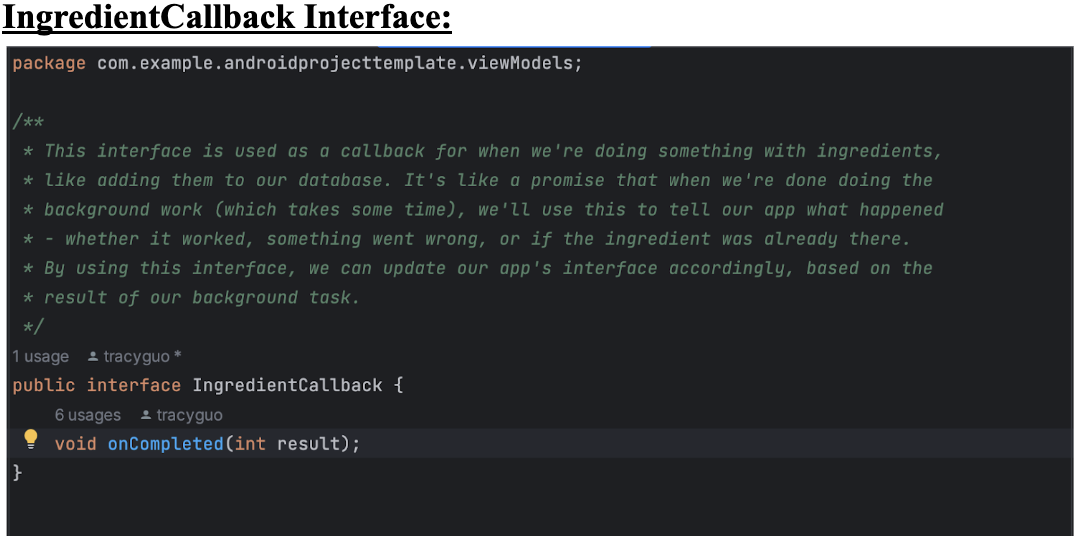 IngredientCallback Interface:
package com.example.androidprojecttemplate.viewModels;
/**
* This interface is used as a callback for when we're doing something with ingredients,
* like adding them to our database. It's like a promise that when we're done doing the
* background work (which takes some time), we'll use this to tell our app what happened
* - whether it worked, something went wrong, or if the ingredient was already there.
* By using this interface, we can update our app's interface accordingly, based on the
* result of our background task.
*/
1 usage tracyguo *
public interface IngredientCallback {
6 usages tracyguo
void onCompleted(int result);
}